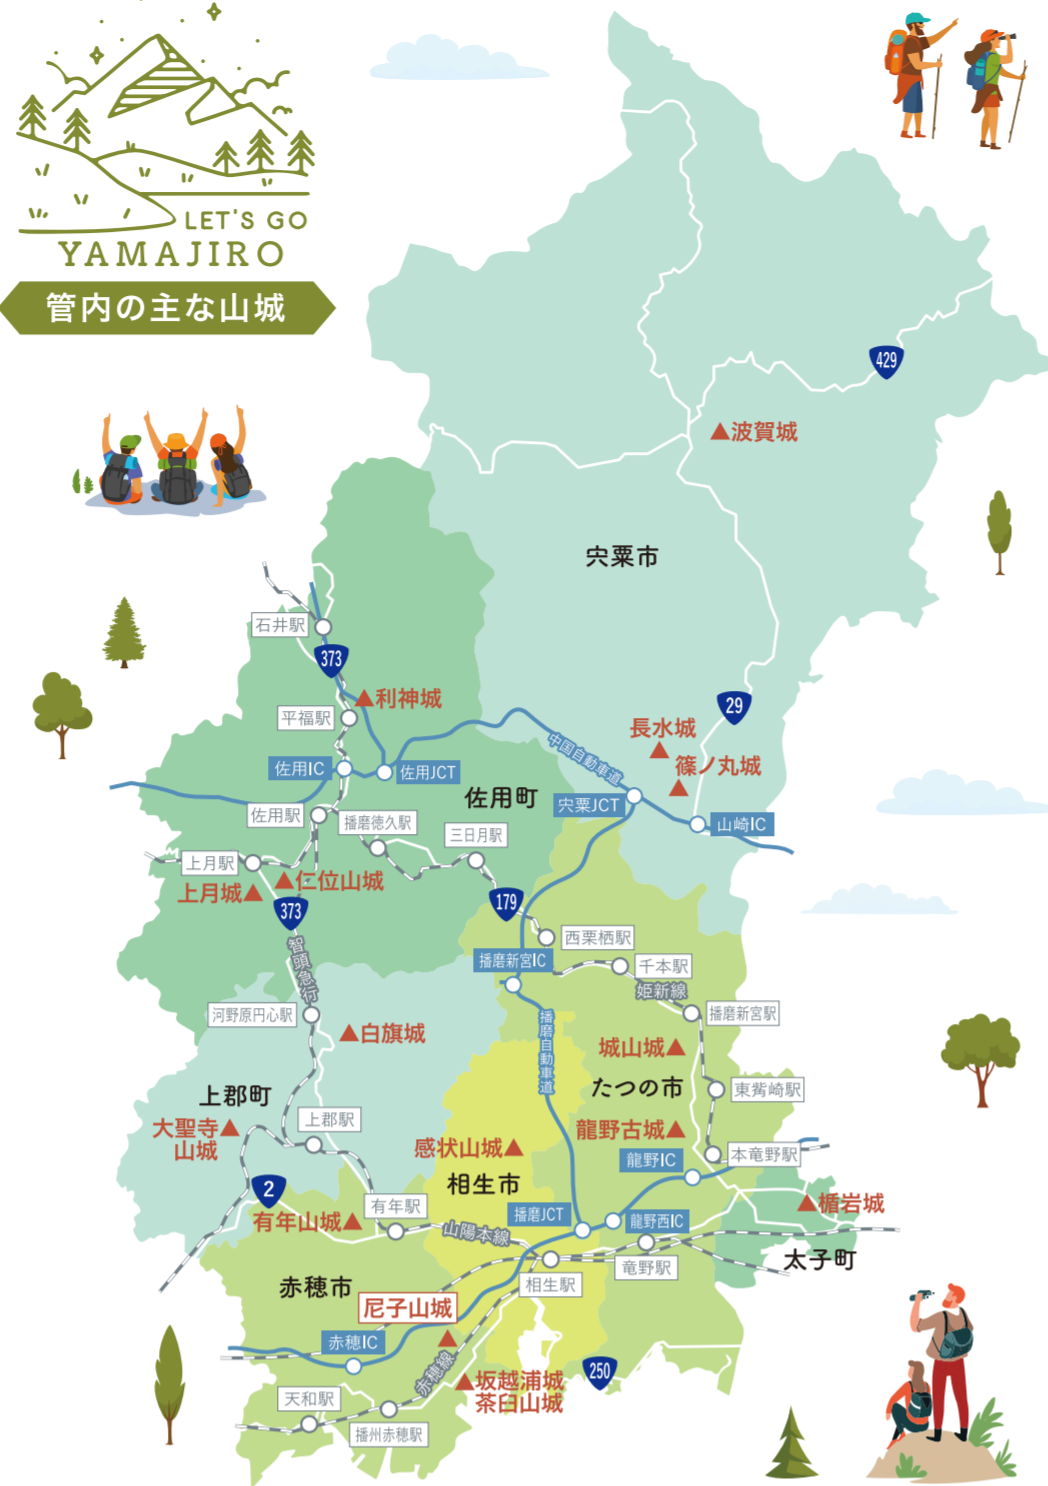 LET'S GO
YAMAJIRO
管内の主な山城
429
▲波賀城
宍粟市
石井駅
373
▲利神城
平福駅
29
長水城
▲
篠ノ丸城
▲
中国自動車道
佐用IC
佐用JCT
佐用町
宍粟JCT
山崎IC
佐用駅
播磨徳久駅
三日月駅
上月駅
▲仁位山城
上月城▲
373
179
智頭急行
西栗栖駅
播磨新宮IC
千本駅
姫新線
河野原円心駅
播磨新宮駅
▲白旗城
播磨自動車道
城山城▲
たつの市
東觜崎駅
上郡町
上郡駅
大聖寺▲
山城
龍野古城▲
感状山城▲
本竜野駅
龍野IC
相生市
2
有年駅
▲楯岩城
有年山城▲
播磨JCT
龍野西IC
山陽本線
太子町
竜野駅
赤穂市
相生駅
尼子山城
▲
赤穂IC
赤穂線
250
▲坂越浦城
茶臼山城
天和駅
播州赤穂駅